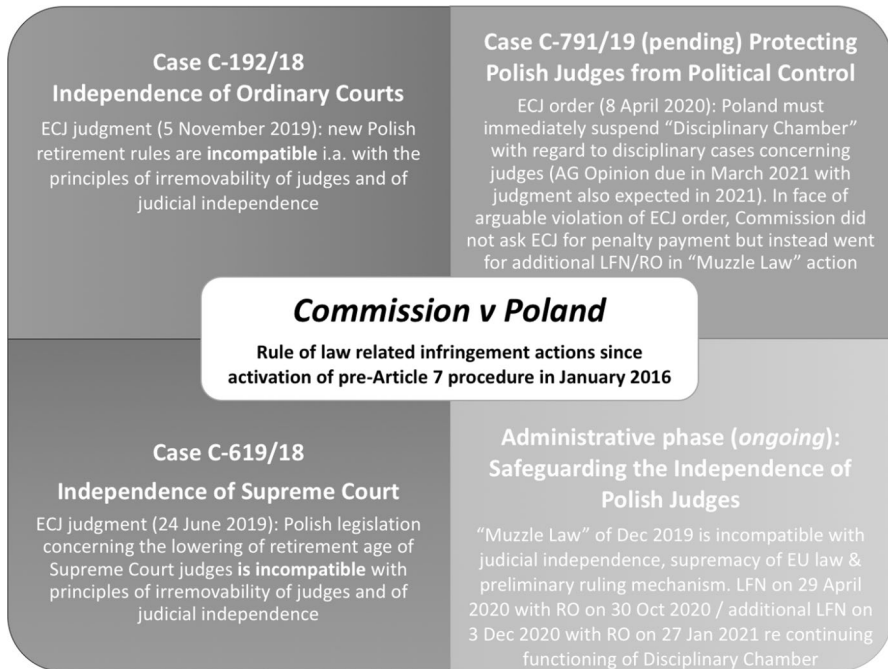 Case C-192/18
Independence of Ordinary Courts
ECJ judgment (5 November 2019): new Polish
retirement rules are incompatible i.a. with the
principles of irremovability of judges and of
judicial independence
Case C-791/19 (pending) Protecting
Polish Judges from Political Control
ECJ order (8 April 2020): Poland must
immediately suspend “Disciplinary Chamber”
with regard to disciplinary cases concerning
judges (AG Opinion due in March 2021 with
judgment also expected in 2021). In face of
arguable violation of ECJ order, Commission did
not ask ECJ for penalty payment but instead went
for additional LFN/RO in “Muzzle Law” action
Commission v Poland
Rule of law related infringement actions since
activation of pre-Article 7 procedure in January 2016
Case C-619/18
Independence of Supreme Court
ECJ judgment (24 June 2019): Polish legislation
concerning the lowering of retirement age of
Supreme Court judges is incompatible with
principles of irremovability of judges and of
judicial independence
Administrative phase (ongoing):
Safeguarding the Independence of
Polish Judges
“Muzzle Law” of Dec 2019 is incompatible with
judicial independence, supremacy of EU law &
preliminary ruling mechanism. LFN on 29 April
2020 with RO on 30 Oct 2020 / additional LFN on
3 Dec 2020 with RO on 27 Jan 2021 re continuing
functioning of Disciplinary Chamber